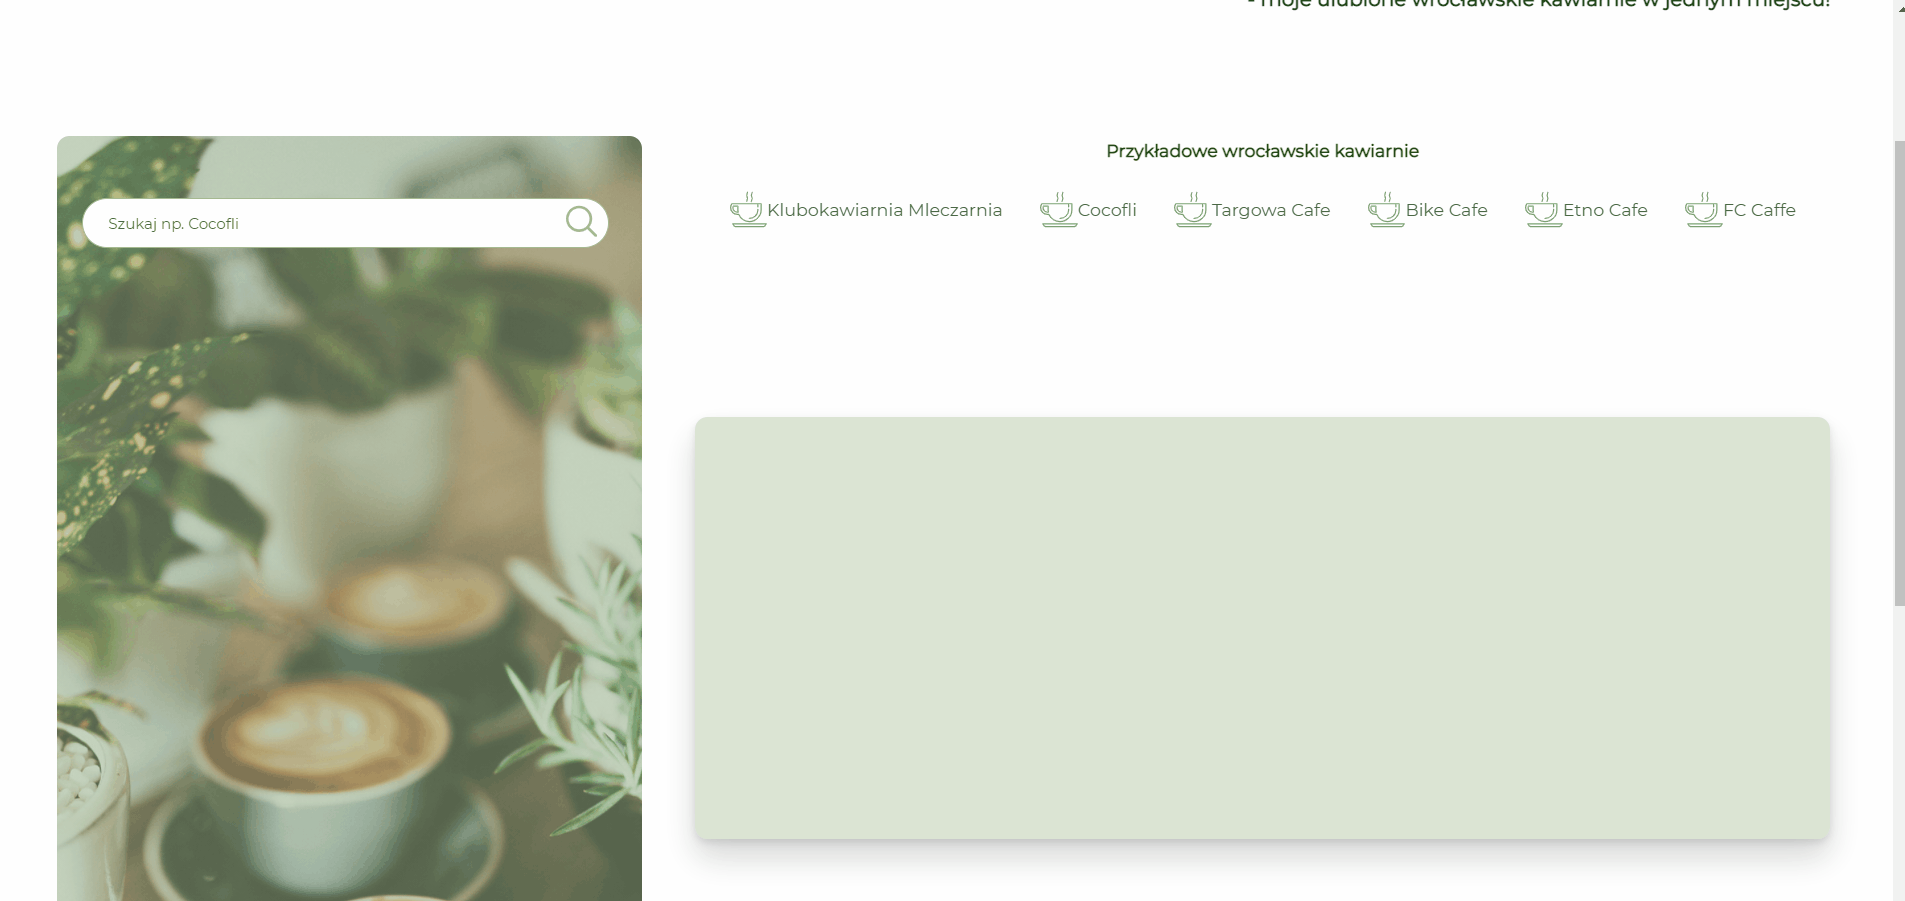 - moje ulubione wrocławskie kawiarnie w jednym miejscu!
Przykładowe wrocławskie kawiarnie
Szukaj np. Cocofli
Klubokawiarnia Mleczarnia Cocofli Targowa Cafe Bike Cafe Etno Cafe FC Caffe